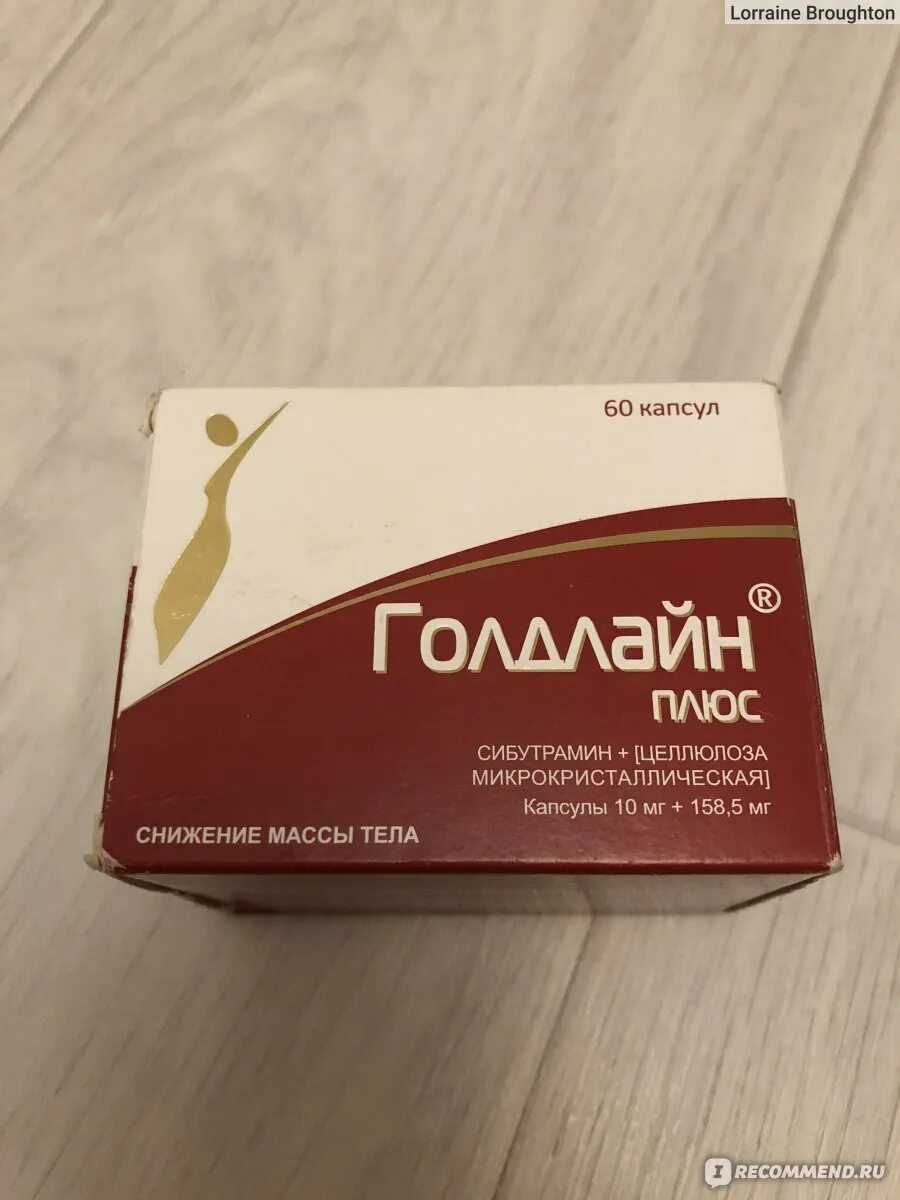 Lorraine Broughton
60 капсул
Голдлайн®
плюс
СИБУТРАМИН + [ЦЕЛЛЮЛОЗА
МИКРОКРИСТАЛЛИЧЕСКАЯ]
Капсулы 10 мг + 158,5 мг
СНИЖЕНИЕ МАССЫ ТЕЛА
IRECOMMEND.RU